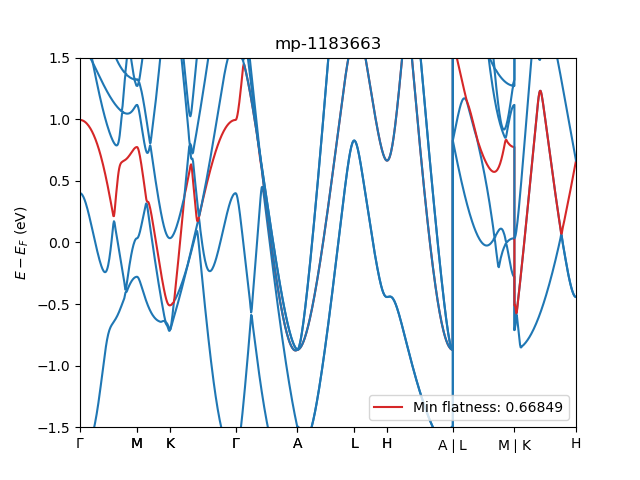 mp-1183663
E − E_F (eV)
1.5
1.0
0.5
0.0
−0.5
−1.0
−1.5
Min flatness: 0.66849
Γ M K Γ A L H A | L M | K H